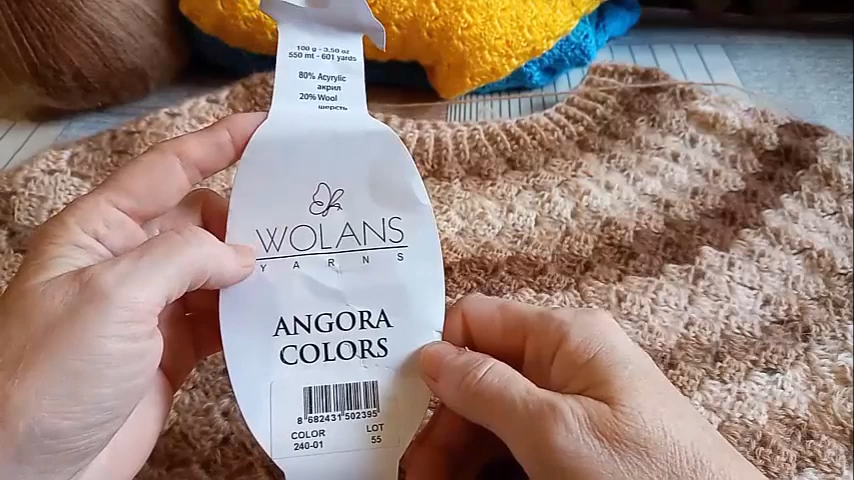 100 g - 3.50 oz
550 mt - 601 yards
80% Acyrylic
акрил
20% Wool
шерсть
WOLANS
YARNS
ANGORA
COLORS
8 682431 502395
COLOR
240-01
LOT
55